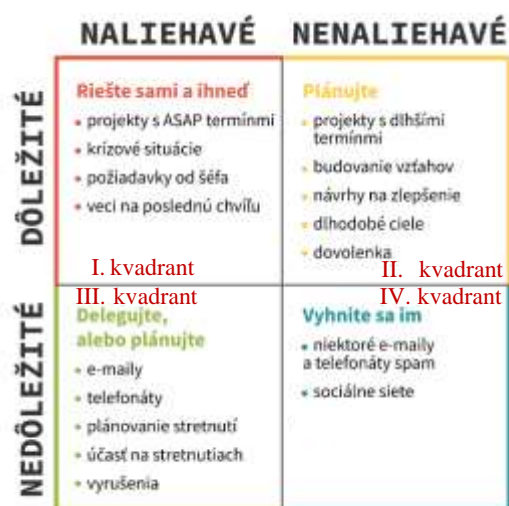 NALIEHAVÉ NENALIEHAVÉ
DÔLEŽITÉ
Riešte sami a ihneď
• projekty s ASAP termínmi
• krízové situácie
• požiadavky od šéfa
• veci na poslednú chvíľu
I. kvadrant
Plánujte
• projekty s dlhšími
termínmi
• budovanie vzťahov
• návrhy na zlepšenie
• dlhodobé ciele
• dovolenka
II. kvadrant
NEDÔLEŽITÉ
III. kvadrant
Delegujte,
alebo plánujte
• e-maily
• telefonáty
• plánovanie stretnutí
• účasť na stretnutiach
• vyrušenia
IV. kvadrant
Vyhnite sa im
• niektoré e-maily
a telefonáty spam
• sociálne siete